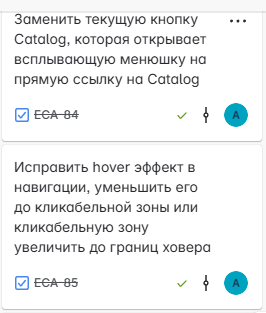 Заменить текущую кнопку
Catalog, которая открывает
всплывающую менюшку на
прямую ссылку на Catalog
ECA-84
A
Исправить hover эффект в
навигации, уменьшить его
до кликабельной зоны или
кликабельную зону
увеличить до границ ховера
ECA-85
A